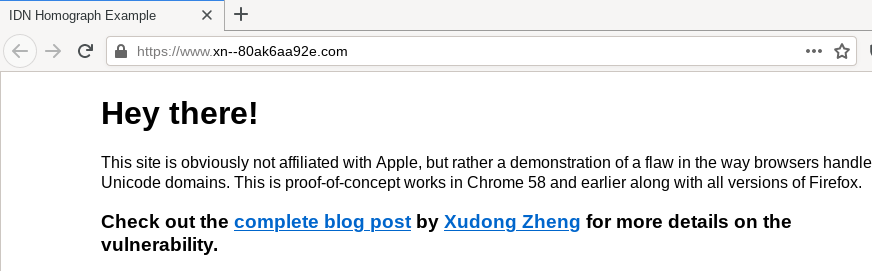 IDN Homograph Example
https://www.xn--80ak6aa92e.com
Hey there!
This site is obviously not affiliated with Apple, but rather a demonstration of a flaw in the way browsers handle
Unicode domains. This is proof-of-concept works in Chrome 58 and earlier along with all versions of Firefox.
Check out the complete blog post by Xudong Zheng for more details on the
vulnerability.